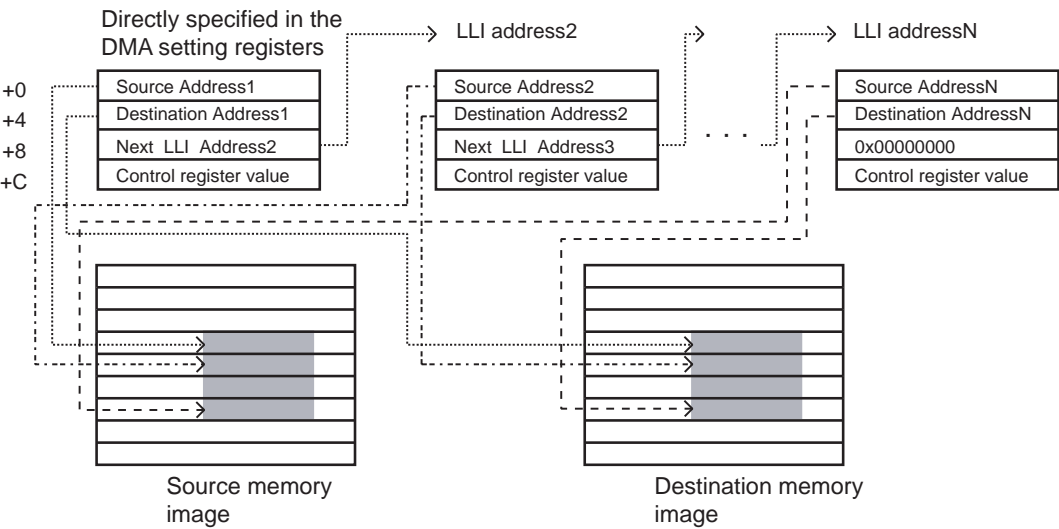 Directly specified in the
DMA setting registers
LLI address2
LLI addressN
+0
Source Address1
Source Address2
Source AddressN
+4
Destination Address1
Destination Address2
Destination AddressN
+8
Next LLI Address2
Next LLI Address3
. . .
0x00000000
+C
Control register value
Control register value
Control register value
Source memory
image
Destination memory
image